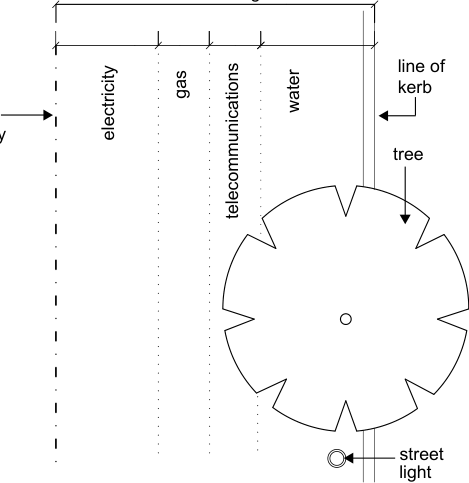 line of
kerb
electricity
gas
telecommunications
water
tree
street
light